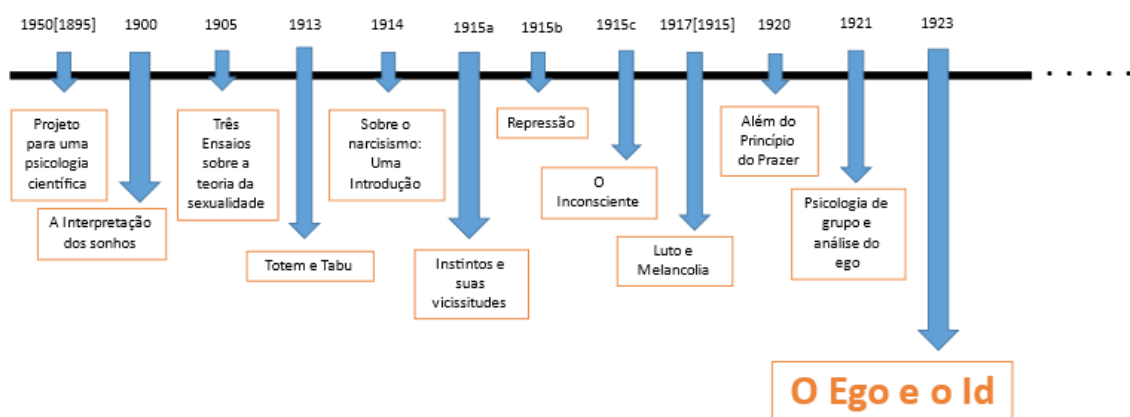 1950[1895]
1900
1905
1913
1914
1915a
1915b
1915c
1917[1915]
1920
1921
1923
Projeto
para uma
psicologia
científica
A Interpretação
dos sonhos
Três
Ensaios
sobre a
teoria da
sexualidade
Totem e Tabu
Sobre o
narcisismo:
Uma
Introdução
Instintos e
suas
vicissitudes
Repressão
O
Inconsciente
Luto e
Melancolia
Além do
Princípio
do Prazer
Psicologia de
grupo e
análise do
ego
O Ego e o Id